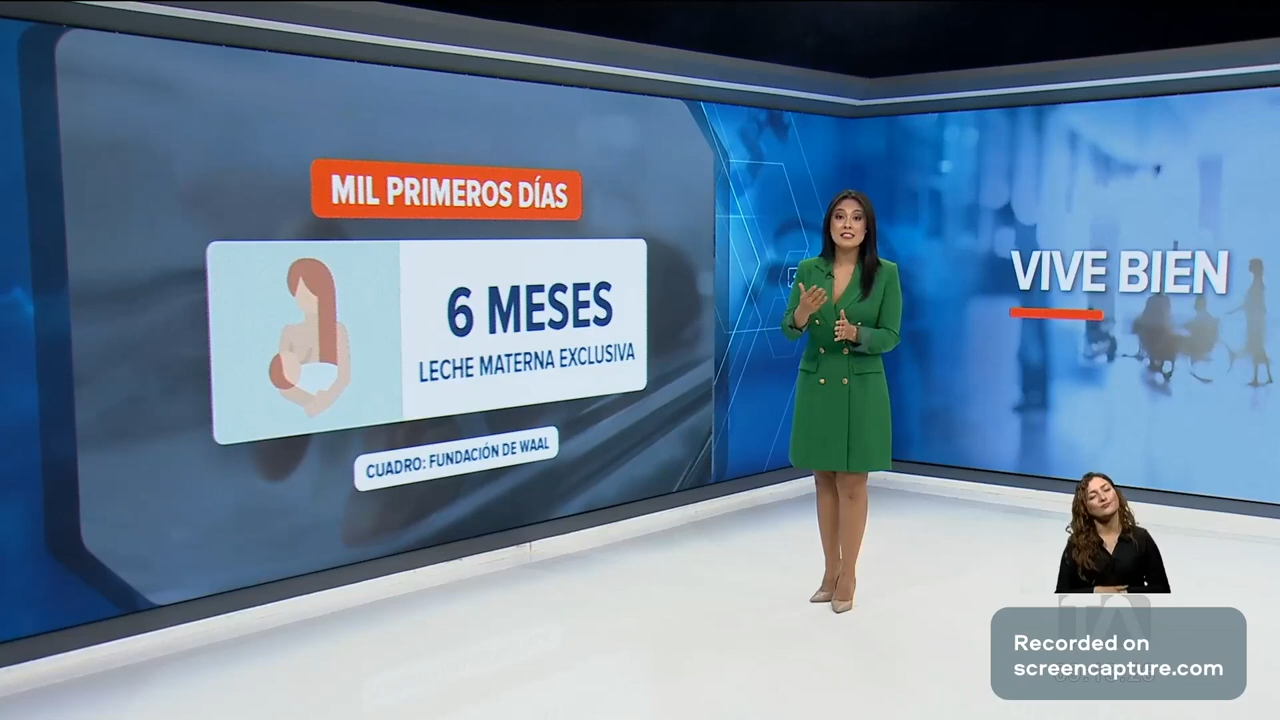 MIL PRIMEROS DÍAS
6 MESES
LECHE MATERNA EXCLUSIVA
CUADRO: FUNDACIÓN DE WAAL
VIVE BIEN
Recorded on
screencapture.com